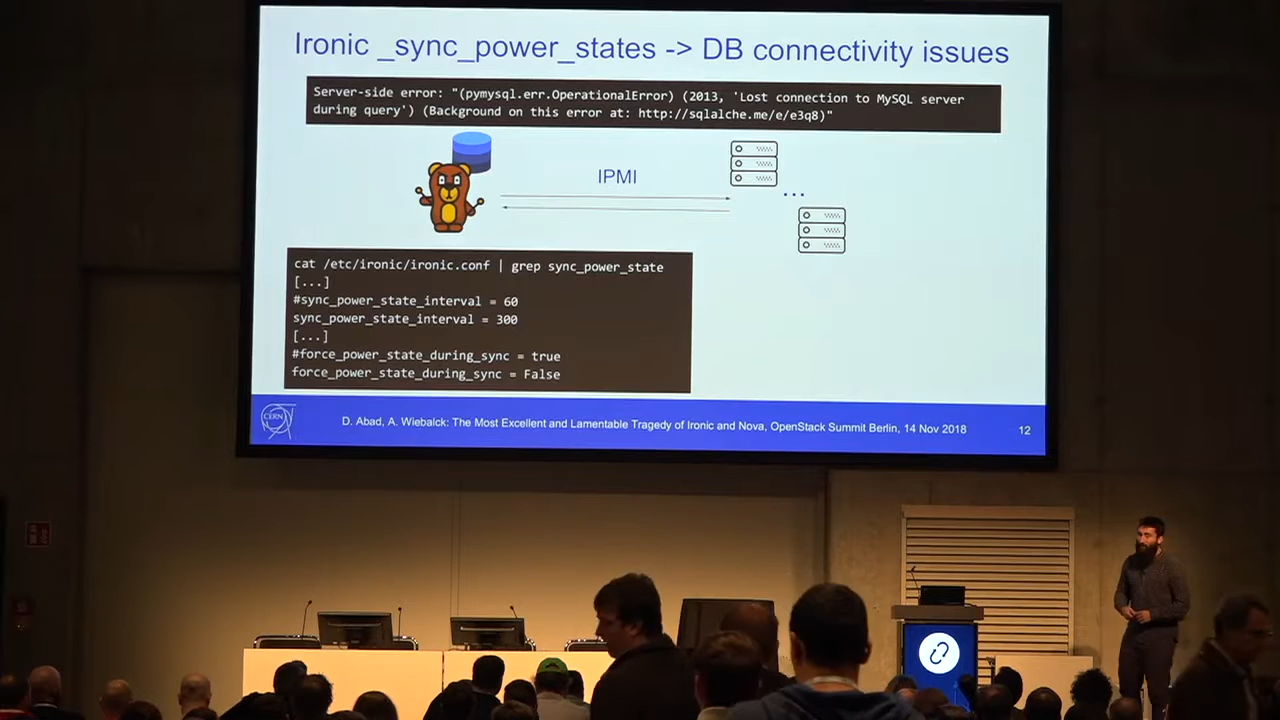 Ironic _sync_power_states -> DB connectivity issues
Server-side error: "(pymysql.err.OperationalError) (2013, 'Lost connection to MySQL server
during query') (Background on this error at: http://sqlalche.me/e/e3q8)"
IPMI
...
cat /etc/ironic/ironic.conf | grep sync_power_state
[...]
#sync_power_state_interval = 60
sync_power_state_interval = 300
[...]
#force_power_state_during_sync = true
force_power_state_during_sync = False
CERN
D. Abad, A. Wiebalck: The Most Excellent and Lamentable Tragedy of Ironic and Nova, OpenStack Summit Berlin, 14 Nov 2018
12